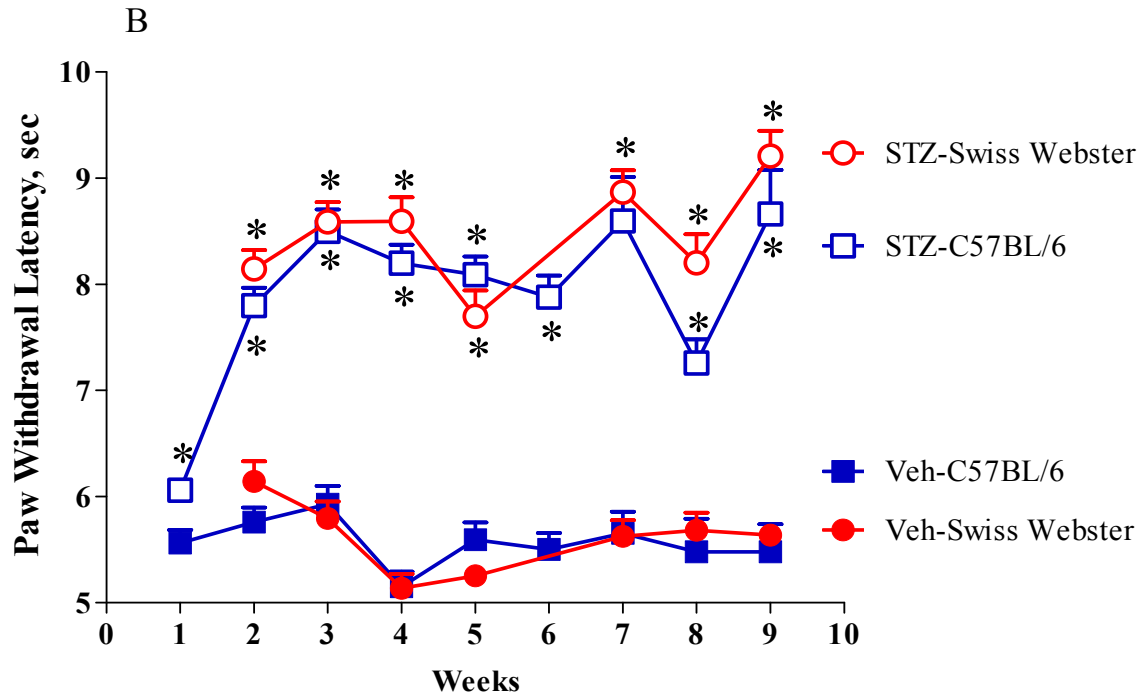 B
Paw Withdrawal Latency, sec
10
9
8
7
6
5
* * * * * * * *
* * * * * * * *
*
0 1 2 3 4 5 6 7 8 9 10
Weeks
STZ-Swiss Webster
STZ-C57BL/6
Veh-C57BL/6
Veh-Swiss Webster